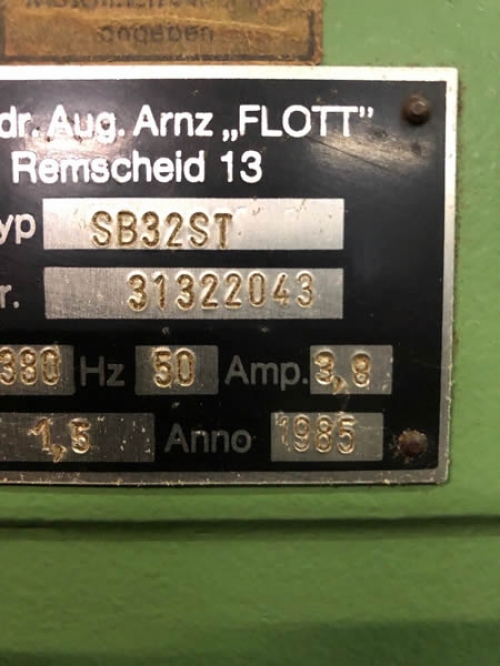 angeben
dr. Aug. Arnz „FLOTT”
Remscheid 13
yp SB32ST
r. 31322043
380 Hz 50 Amp. 3,8
1,5 Anno 1985